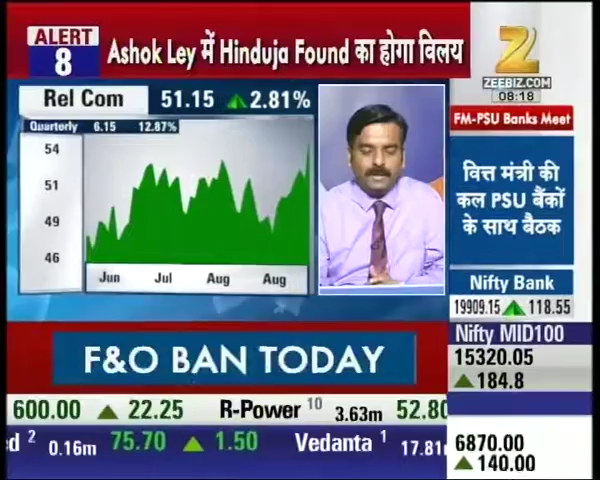 ALERT
8
Ashok Ley में Hinduja Found का होगा विलय
ZEEBIZ.COM
08:18
Rel Com 51.15 2.81%
Quarterly 6.15 12.87%
54
51
49
46
Jun Jul Aug Aug
FM-PSU Banks Meet
वित्त मंत्री की
कल PSU बैंकों
के साथ बैठक
Nifty Bank
19909.15 118.55
Nifty MID100
15320.05
184.8
F&O BAN TODAY
600.00 22.25 R-Power 10 3.63m 52.80
d 2 0.16m 75.70 1.50 Vedanta 1 17.81
6870.00
140.00